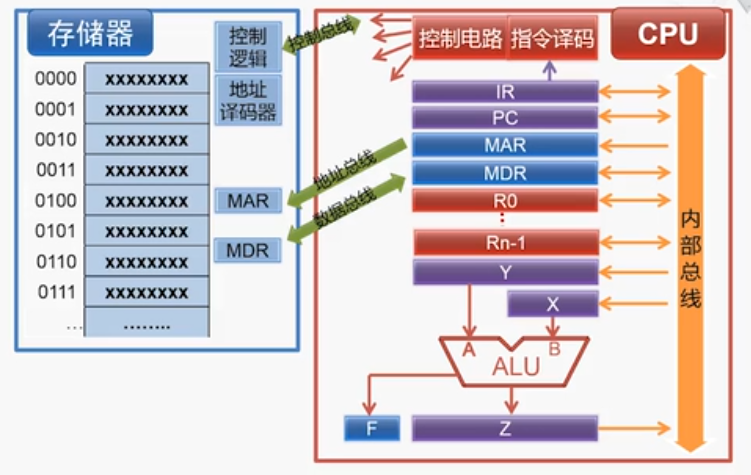 存储器
控制
逻辑
地址
译码器
0000 xxxxxxxx
0001 xxxxxxxx
0010 xxxxxxxx
0011 xxxxxxxx
0100 xxxxxxxx
0101 xxxxxxxx
0110 xxxxxxxx
0111 xxxxxxxx
... ........
MAR
MDR
控制总线
地址总线
数据总线
CPU
控制电路
指令译码
IR
PC
MAR
MDR
R0
⋮
Rn-1
Y
X
A
B
ALU
F
Z
内
部
总
线